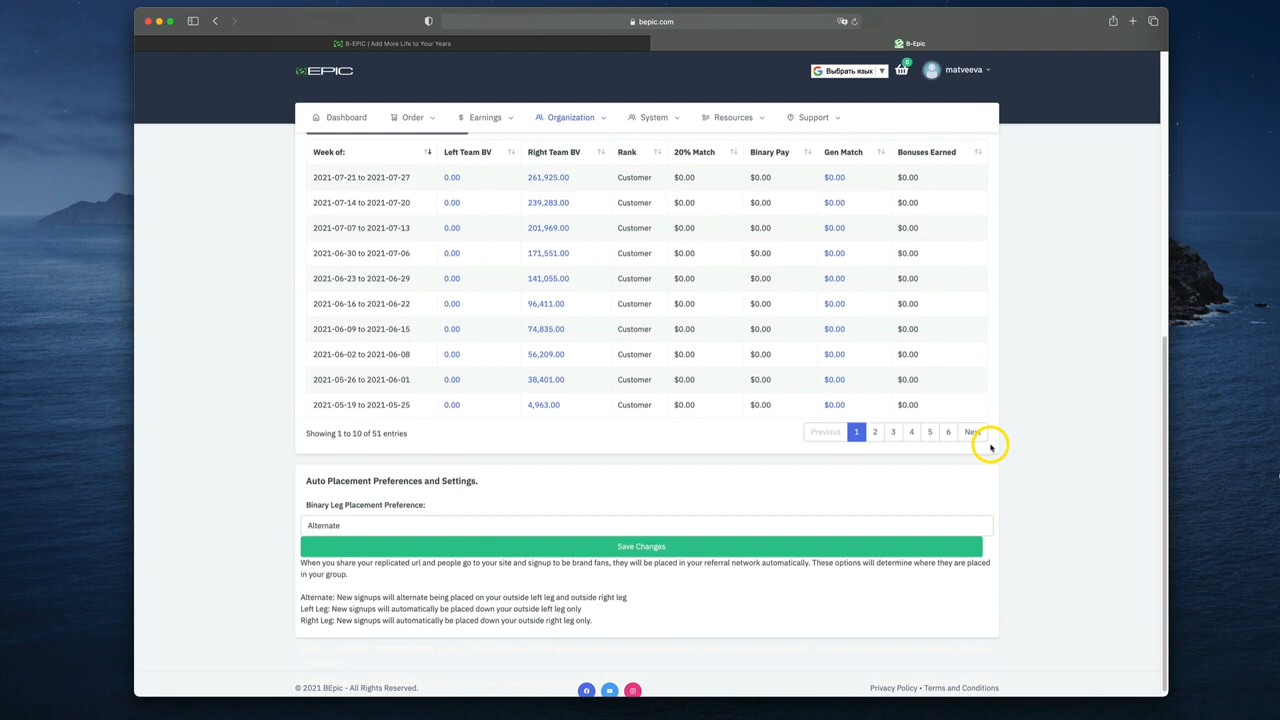 bepic.com
B-EPIC | Add More Life to Your Years
B-Epic
EPIC
Выбрать язык ▼
0
matveeva
Dashboard Order Earnings Organization System Resources Support
Week of: Left Team BV Right Team BV Rank 20% Match Binary Pay Gen Match Bonuses Earned
2021-07-21 to 2021-07-27 0.00 261,925.00 Customer $0.00 $0.00 $0.00 $0.00
2021-07-14 to 2021-07-20 0.00 239,283.00 Customer $0.00 $0.00 $0.00 $0.00
2021-07-07 to 2021-07-13 0.00 201,969.00 Customer $0.00 $0.00 $0.00 $0.00
2021-06-30 to 2021-07-06 0.00 171,551.00 Customer $0.00 $0.00 $0.00 $0.00
2021-06-23 to 2021-06-29 0.00 141,055.00 Customer $0.00 $0.00 $0.00 $0.00
2021-06-16 to 2021-06-22 0.00 96,411.00 Customer $0.00 $0.00 $0.00 $0.00
2021-06-09 to 2021-06-15 0.00 74,835.00 Customer $0.00 $0.00 $0.00 $0.00
2021-06-02 to 2021-06-08 0.00 56,209.00 Customer $0.00 $0.00 $0.00 $0.00
2021-05-26 to 2021-06-01 0.00 38,401.00 Customer $0.00 $0.00 $0.00 $0.00
2021-05-19 to 2021-05-25 0.00 4,963.00 Customer $0.00 $0.00 $0.00 $0.00
Showing 1 to 10 of 51 entries
Previous 1 2 3 4 5 6 Next
Auto Placement Preferences and Settings.
Binary Leg Placement Preference:
Alternate
Save Changes
When you share your replicated url and people go to your site and signup to be brand fans, they will be placed in your referral network automatically. These options will determine where they are placed
in your group.
Alternate: New signups will alternate being placed on your outside left leg and outside right leg
Left Leg: New signups will automatically be placed down your outside left leg only
Right Leg: New signups will automatically be placed down your outside right leg only.
© 2021 BEpic - All Rights Reserved.
Privacy Policy • Terms and Conditions